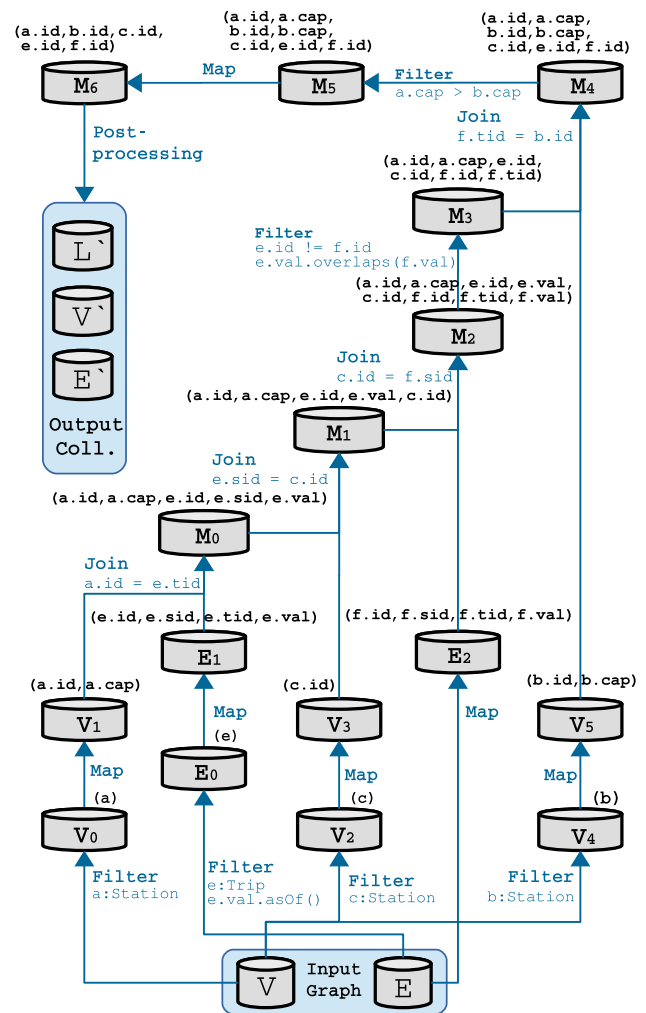 (a.id,a.cap,
b.id,b.cap,
c.id,e.id,f.id)
(a.id,a.cap,
b.id,b.cap,
c.id,e.id,f.id)
(a.id,b.id,c.id,
e.id,f.id)
M6
Map
M5
Filter
a.cap > b.cap
M4
Post-
processing
Join
f.tid = b.id
(a.id,a.cap,e.id,
c.id,f.id,f.tid)
M3
Filter
e.id != f.id
e.val.overlaps(f.val)
(a.id,a.cap,e.id,e.val,
c.id,f.id,f.tid,f.val)
M2
L`
V`
E`
Output
Coll.
Join
c.id = f.sid
(a.id,a.cap,e.id,e.val,c.id)
M1
Join
e.sid = c.id
(a.id,a.cap,e.id,e.sid,e.val)
M0
Join
a.id = e.tid
(e.id,e.sid,e.tid,e.val)
E1
(f.id,f.sid,f.tid,f.val)
E2
(a.id,a.cap)
V1
(c.id)
V3
(b.id,b.cap)
V5
Map
Map
(e)
E0
Map
Map
Map
(a)
V0
(c)
V2
(b)
V4
Filter
a:Station
Filter
e:Trip
e.val.asOf()
Filter
c:Station
Filter
b:Station
V
Input
Graph
E